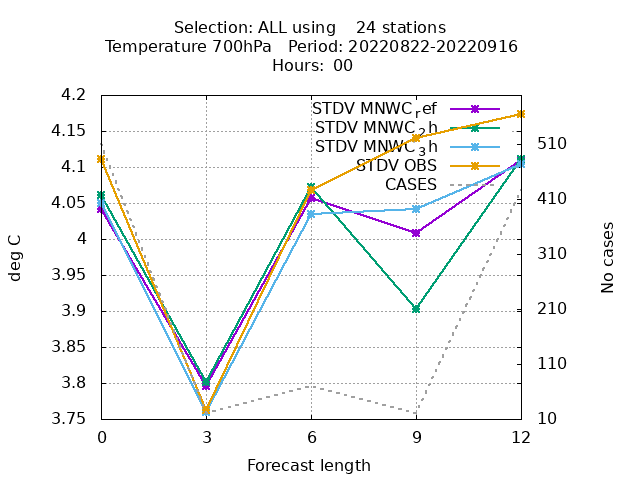 Selection: ALL using    24 stations
Temperature 700hPa   Period: 20220822-20220916
Hours:  00
STDV MNWC_ref
STDV MNWC_2h
STDV MNWC_3h
STDV OBS
CASES
4.2
4.15
4.1
4.05
4
3.95
3.9
3.85
3.8
3.75
deg C
510
410
310
210
110
10
No cases
0 3 6 9 12
Forecast length